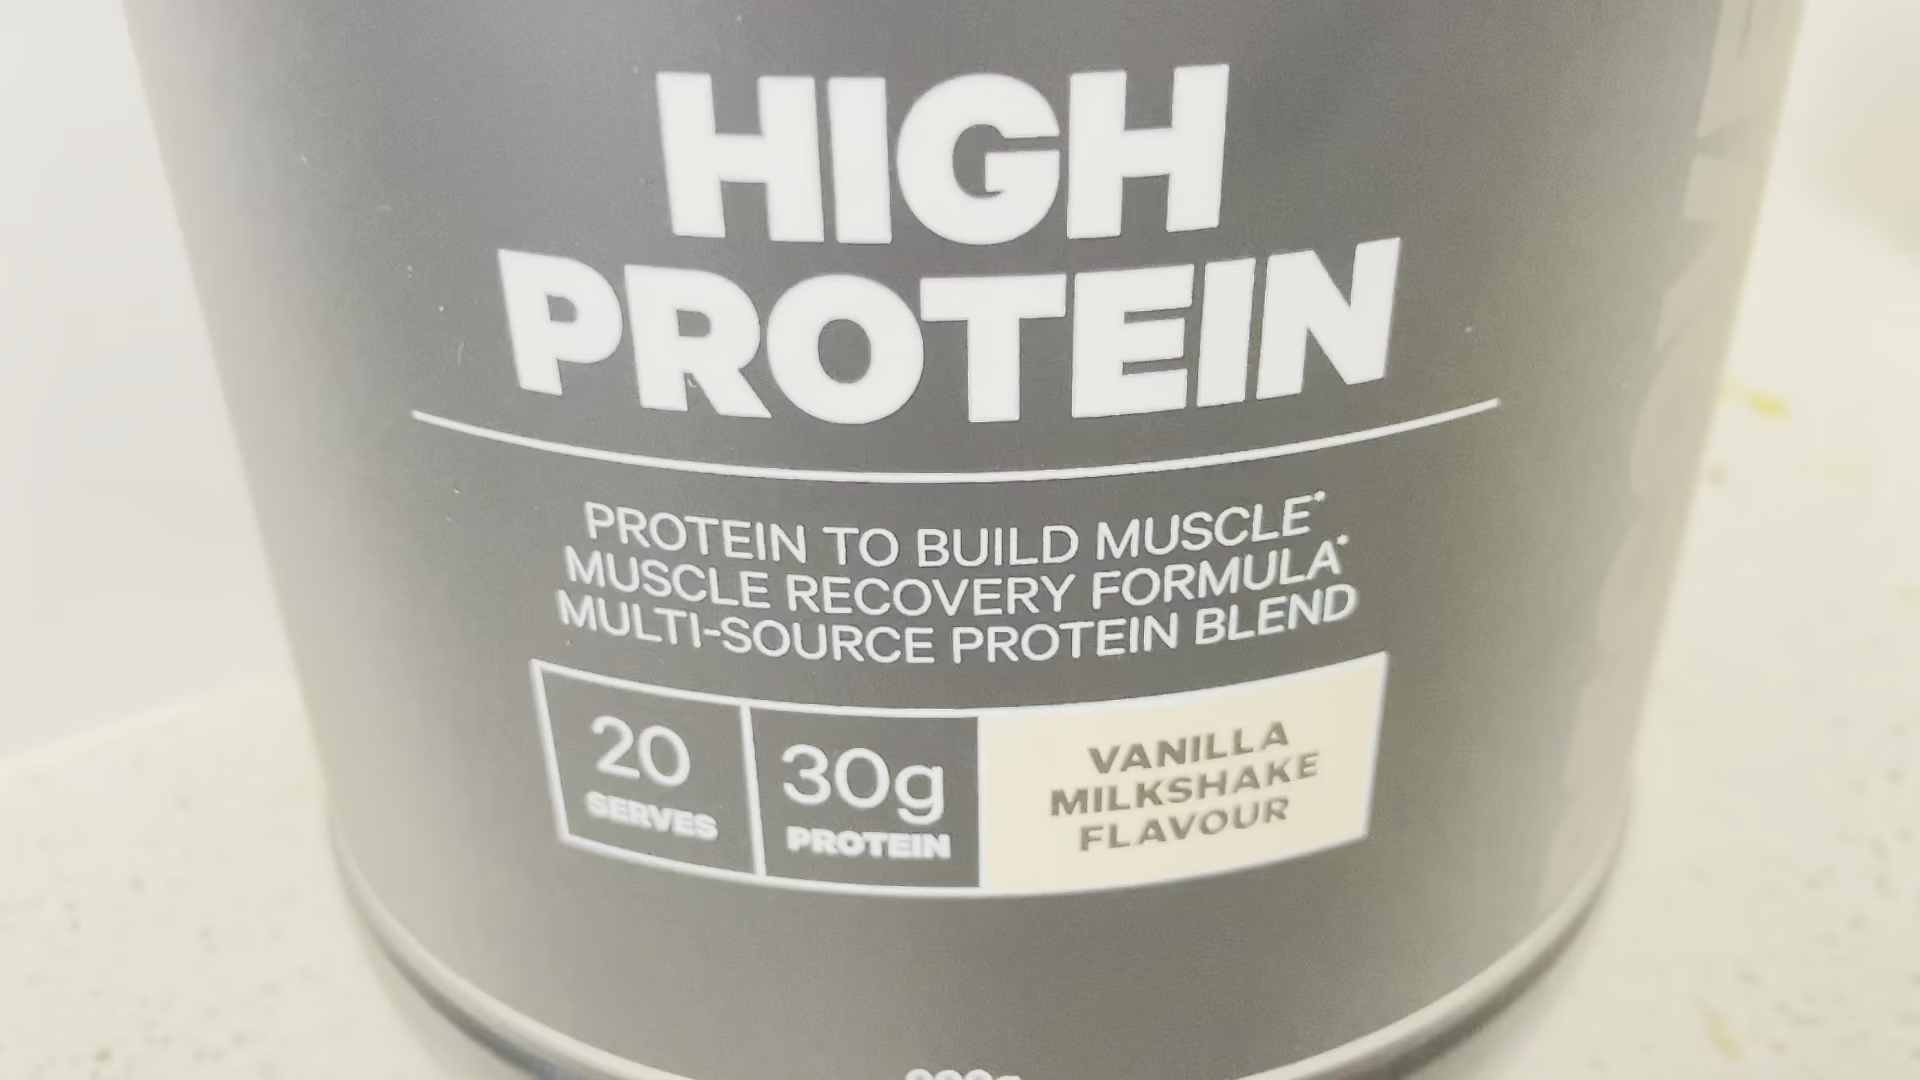 HIGH
PROTEIN
PROTEIN TO BUILD MUSCLE*
MUSCLE RECOVERY FORMULA*
MULTI-SOURCE PROTEIN BLEND
20
SERVES
30g
PROTEIN
VANILLA
MILKSHAKE
FLAVOUR